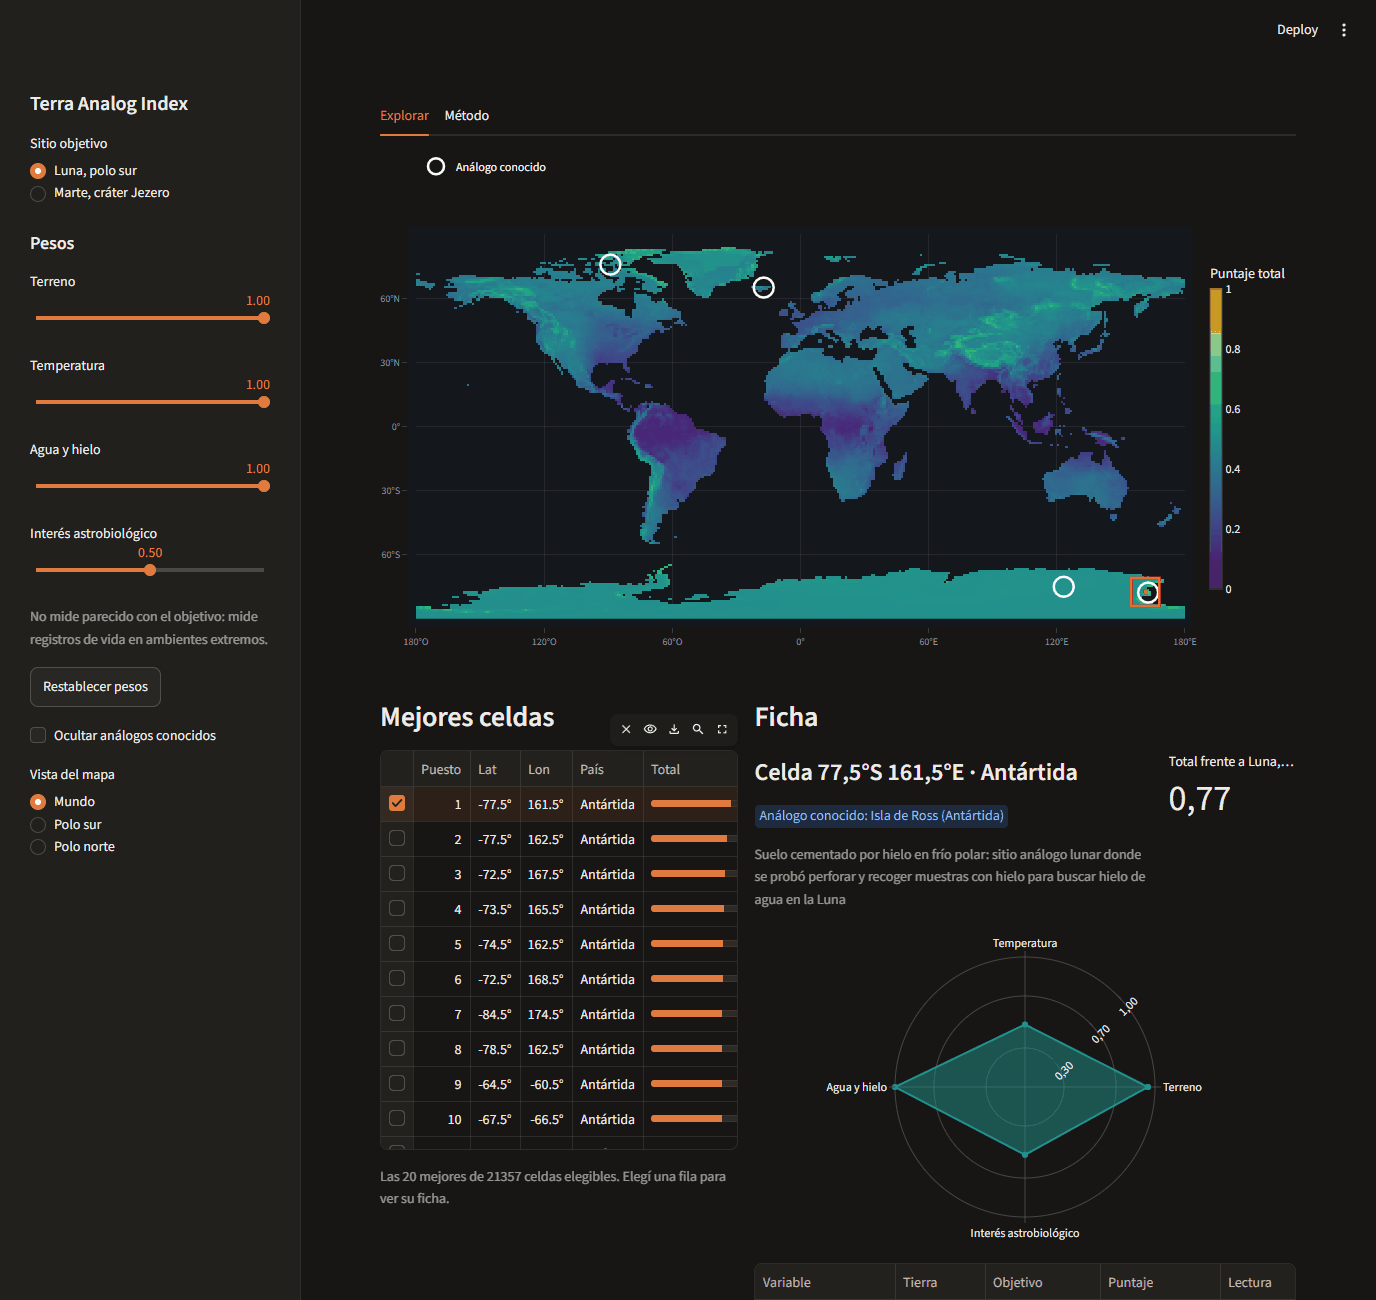 Deploy
Terra Analog Index
Sitio objetivo
Luna, polo sur
Marte, cráter Jezero
Pesos
Terreno
1.00
Temperatura
1.00
Agua y hielo
1.00
Interés astrobiológico
0.50
No mide parecido con el objetivo: mide
registros de vida en ambientes extremos.
Restablecer pesos
Ocultar análogos conocidos
Vista del mapa
Mundo
Polo sur
Polo norte
Explorar Método
Análogo conocido
Puntaje total
1
0.8
0.6
0.4
0.2
0
60°N
30°N
0°
30°S
60°S
180°O 120°O 60°O 0° 60°E 120°E 180°E
Mejores celdas
Puesto Lat Lon País Total
1 -77.5° 161.5° Antártida
2 -77.5° 162.5° Antártida
3 -72.5° 167.5° Antártida
4 -73.5° 165.5° Antártida
5 -74.5° 162.5° Antártida
6 -72.5° 168.5° Antártida
7 -84.5° 174.5° Antártida
8 -78.5° 162.5° Antártida
9 -64.5° -60.5° Antártida
10 -67.5° -66.5° Antártida
Las 20 mejores de 21357 celdas elegibles. Elegí una fila para
ver su ficha.
Ficha
Celda 77,5°S 161,5°E · Antártida
Total frente a Luna,...
0,77
Análogo conocido: Isla de Ross (Antártida)
Suelo cementado por hielo en frío polar: sitio análogo lunar donde
se probó perforar y recoger muestras con hielo para buscar hielo de
agua en la Luna
Temperatura
1,00
0,70
0,30
Agua y hielo
Terreno
Interés astrobiológico
Variable Tierra Objetivo Puntaje Lectura